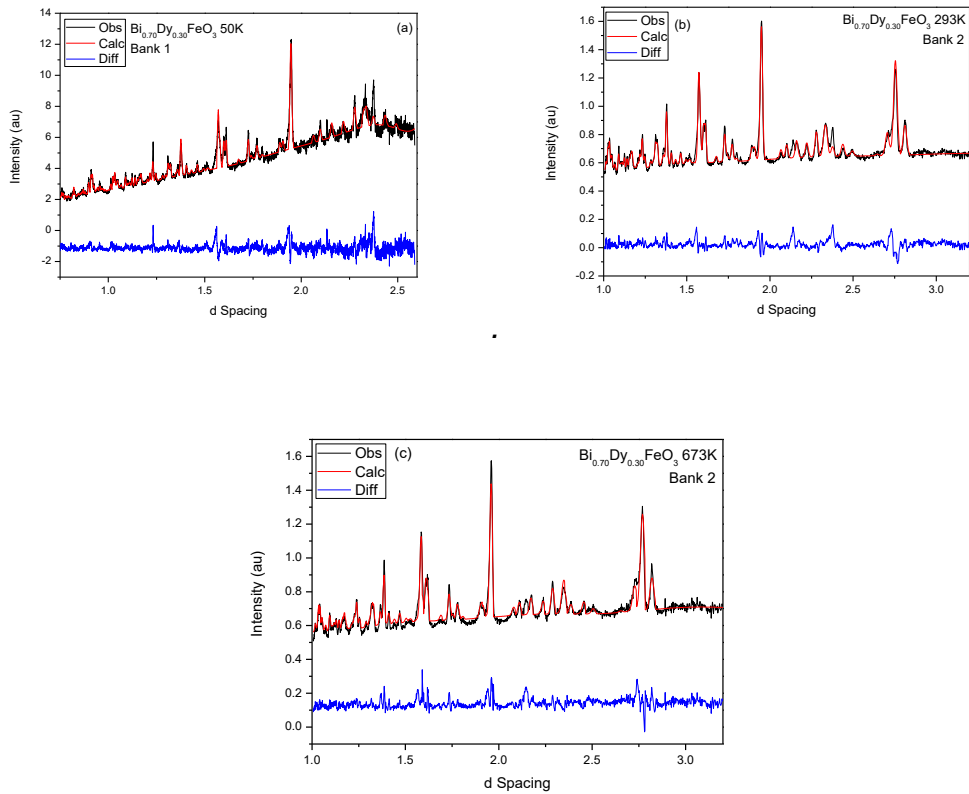 Obs
Calc
Diff
Bi0.70Dy0.30FeO3 50K
Bank 1
(a)
14
12
10
8
6
4
2
0
-2
Intensity (au)
1.0
1.5
2.0
2.5
d Spacing
Obs
Calc
Diff
(b)
Bi0.70Dy0.30FeO3 293K
Bank 2
1.6
1.4
1.2
1.0
0.8
0.6
0.4
0.2
0.0
-0.2
Intensity (au)
1.0
1.5
2.0
2.5
3.0
d Spacing
.
Obs
Calc
Diff
(c)
Bi0.70Dy0.30FeO3 673K
Bank 2
1.6
1.4
1.2
1.0
0.8
0.6
0.4
0.2
0.0
Intensity (au)
1.0
1.5
2.0
2.5
3.0
d Spacing